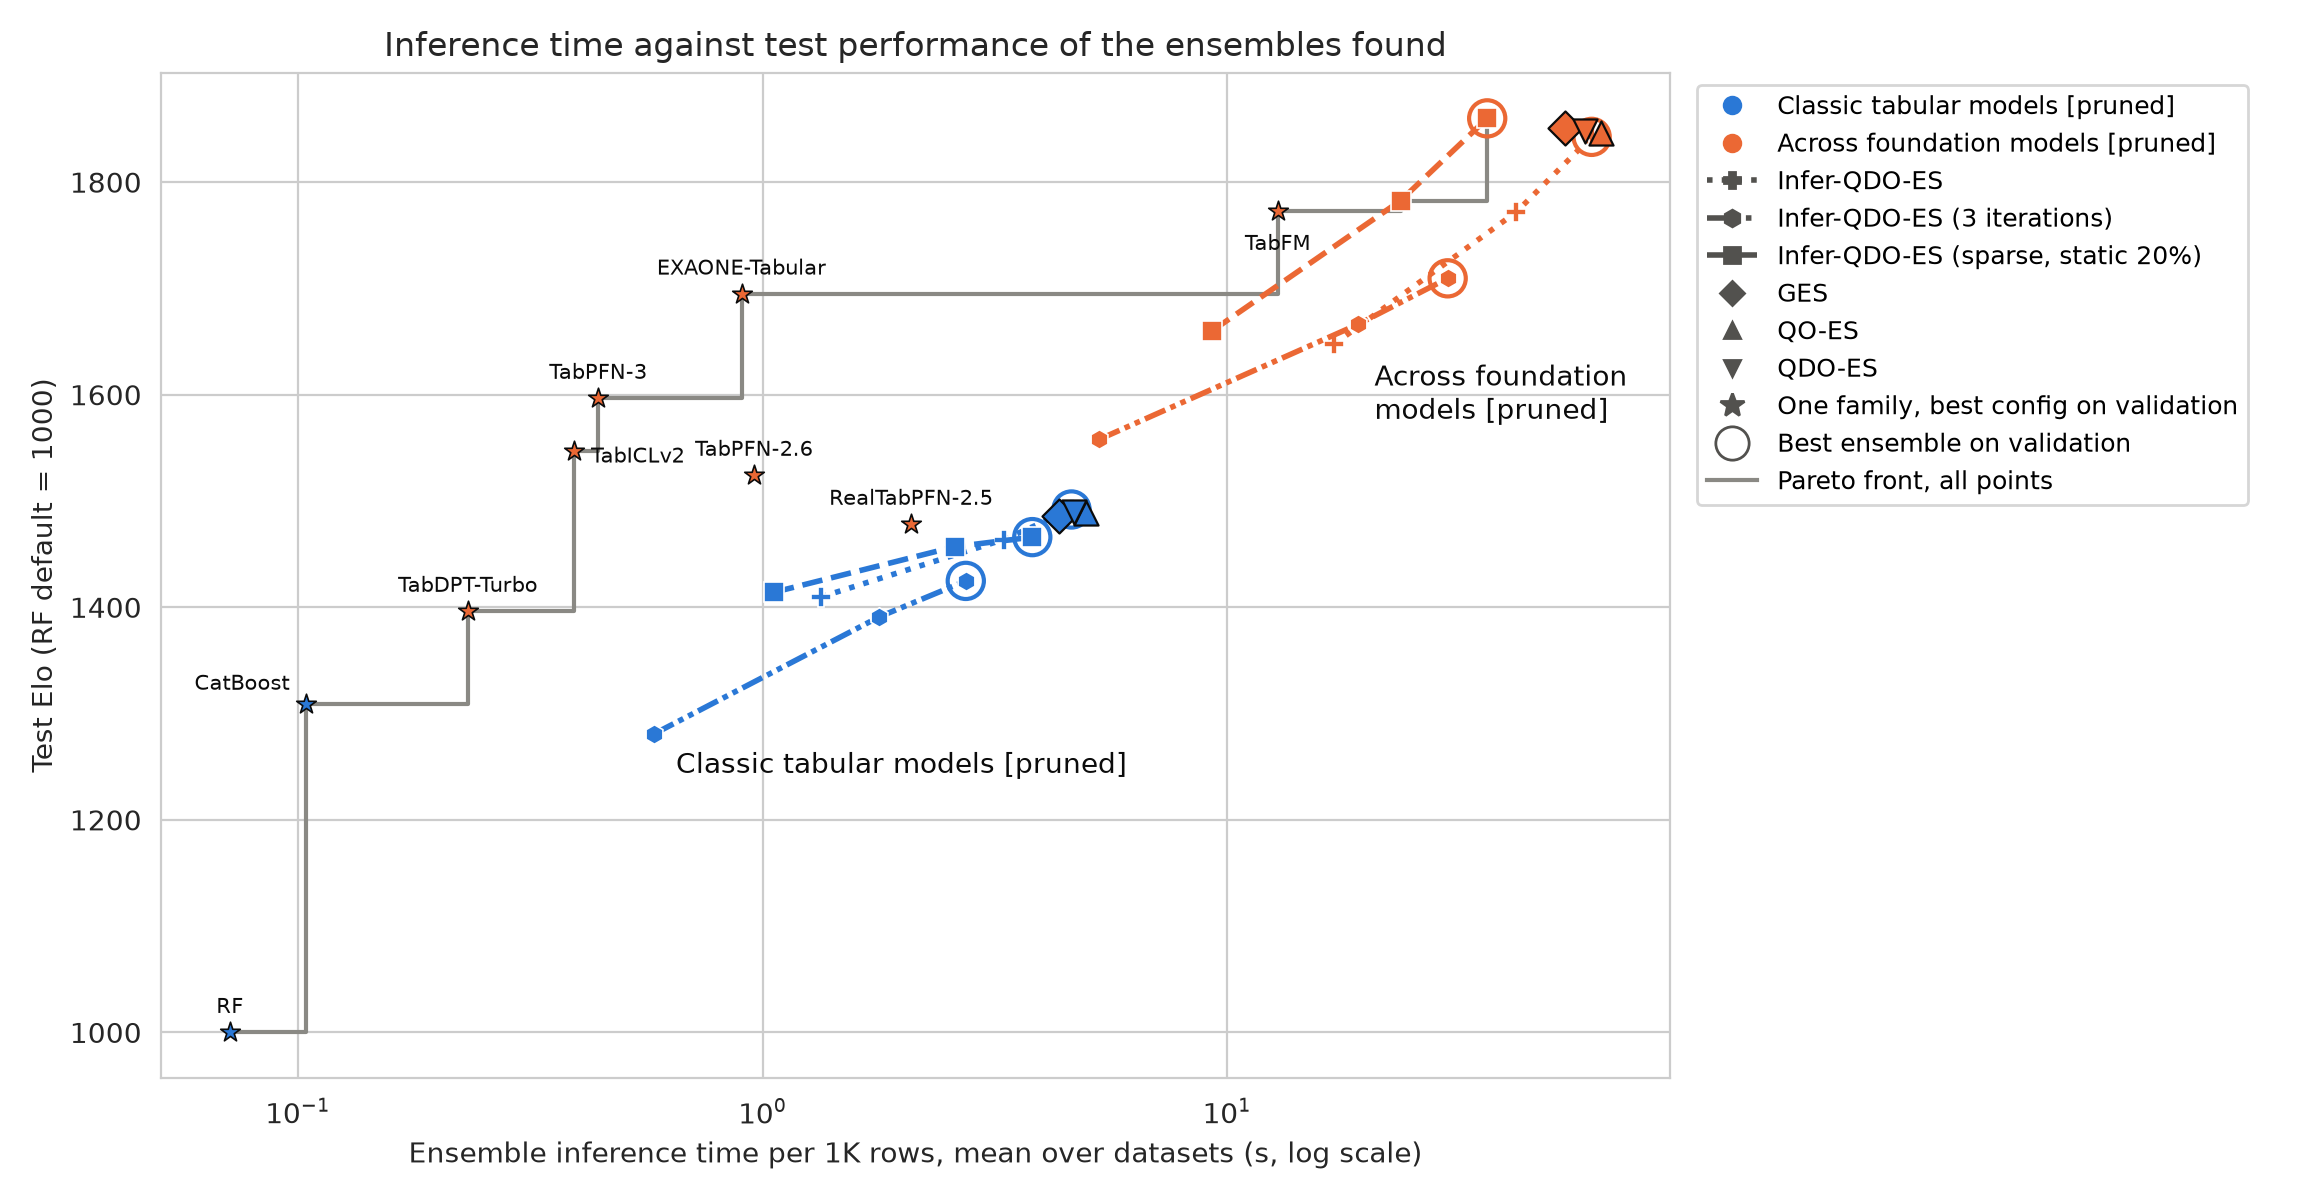 Inference time against test performance of the ensembles found
Test Elo (RF default = 1000)
1800
1600
1400
1200
1000
TabFM
EXAONE-Tabular
TabPFN-3
TabICLv2
TabPFN-2.6
RealTabPFN-2.5
TabDPT-Turbo
CatBoost
RF
Across foundation
models [pruned]
Classic tabular models [pruned]
10⁻¹
10⁰
10¹
Ensemble inference time per 1K rows, mean over datasets (s, log scale)
Classic tabular models [pruned]
Across foundation models [pruned]
Infer-QDO-ES
Infer-QDO-ES (3 iterations)
Infer-QDO-ES (sparse, static 20%)
GES
QO-ES
QDO-ES
One family, best config on validation
Best ensemble on validation
Pareto front, all points